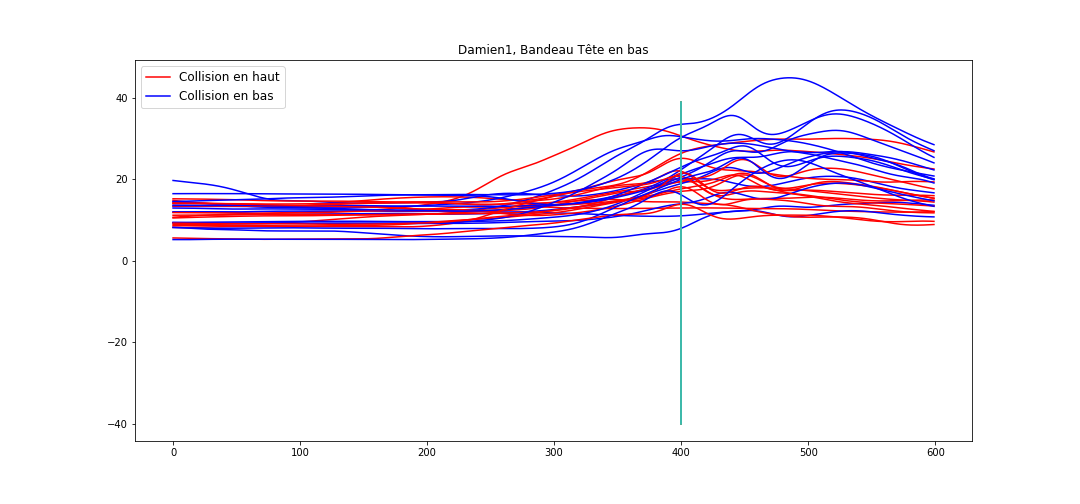 Damien1, Bandeau Tête en bas
Collision en haut
Collision en bas
40
20
0
−20
−40
0 100 200 300 400 500 600